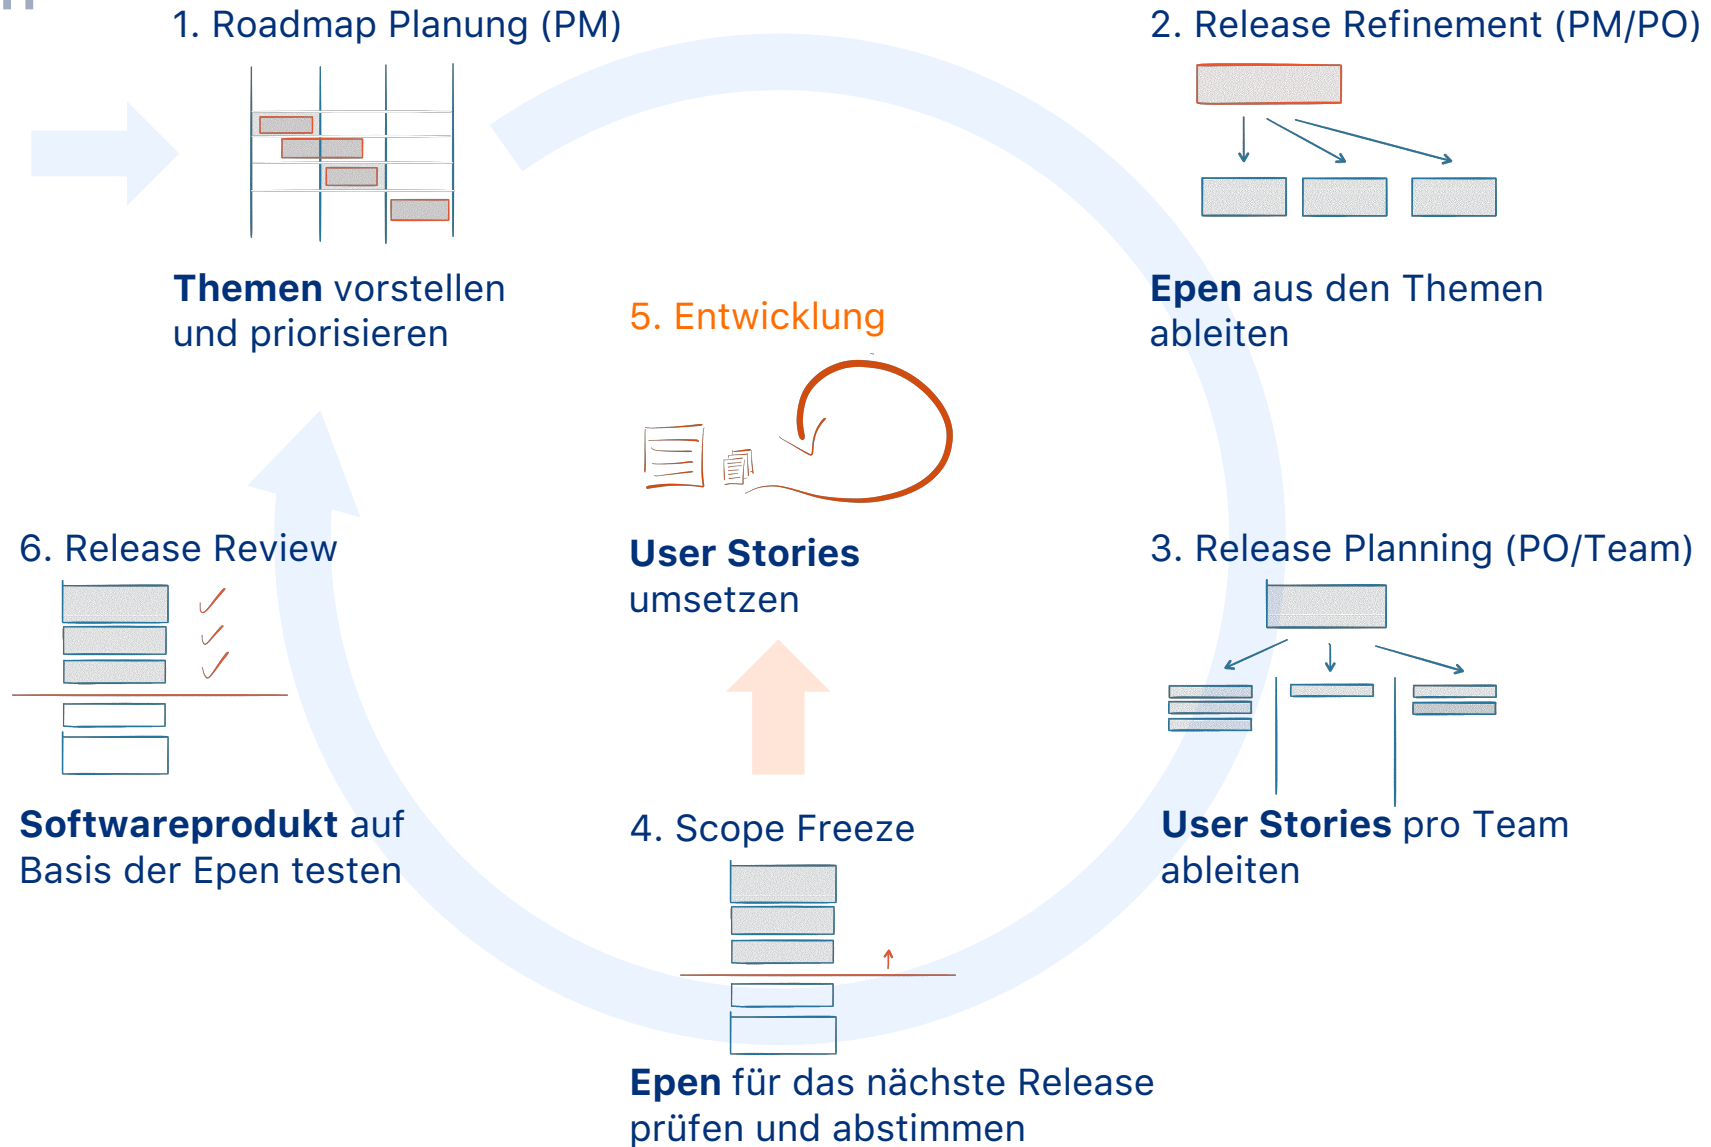 1. Roadmap Planung (PM)
Themen vorstellen
und priorisieren
2. Release Refinement (PM/PO)
Epen aus den Themen
ableiten
3. Release Planning (PO/Team)
User Stories pro Team
ableiten
4. Scope Freeze
Epen für das nächste Release
prüfen und abstimmen
5. Entwicklung
User Stories
umsetzen
6. Release Review
Softwareprodukt auf
Basis der Epen testen